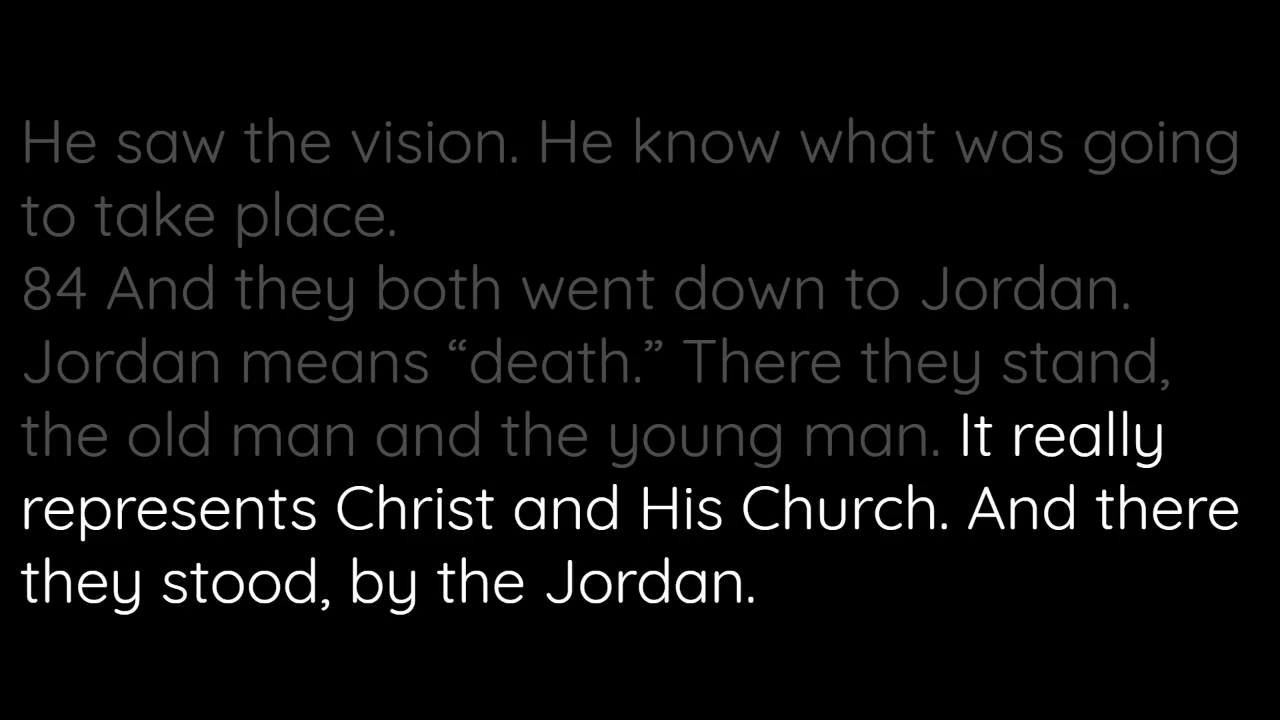 He saw the vision. He know what was going
to take place.
84 And they both went down to Jordan.
Jordan means “death.” There they stand,
the old man and the young man. It really
represents Christ and His Church. And there
they stood, by the Jordan.